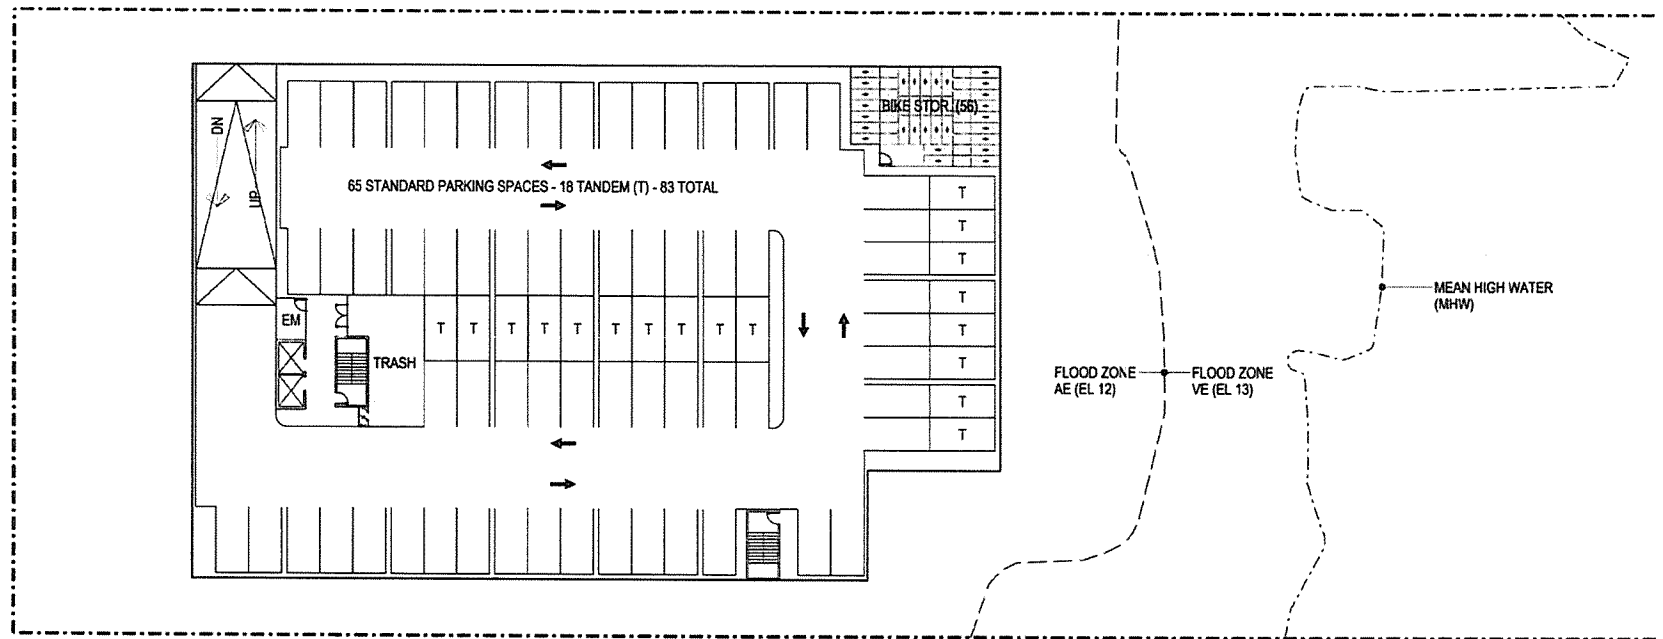 BIKE STOR. (56)
DN
UP
65 STANDARD PARKING SPACES - 18 TANDEM (T) - 83 TOTAL
T
T
T
T
T
T
T
T
EM
TRASH
T
T
T
T
T
T
T
T
T
T
MEAN HIGH WATER
(MHW)
FLOOD ZONE
AE (EL 12)
FLOOD ZONE
VE (EL 13)